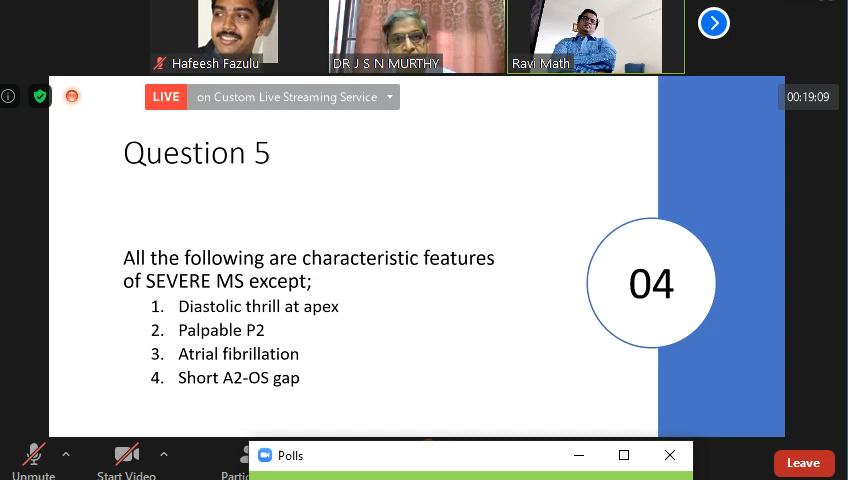 Hafeesh Fazulu
DR J S N MURTHY
Ravi Math
LIVE on Custom Live Streaming Service
00:19:09
Question 5
All the following are characteristic features
of SEVERE MS except;
1. Diastolic thrill at apex
2. Palpable P2
3. Atrial fibrillation
4. Short A2-OS gap
04
Unmute
Start Video
Partici
Polls
Leave